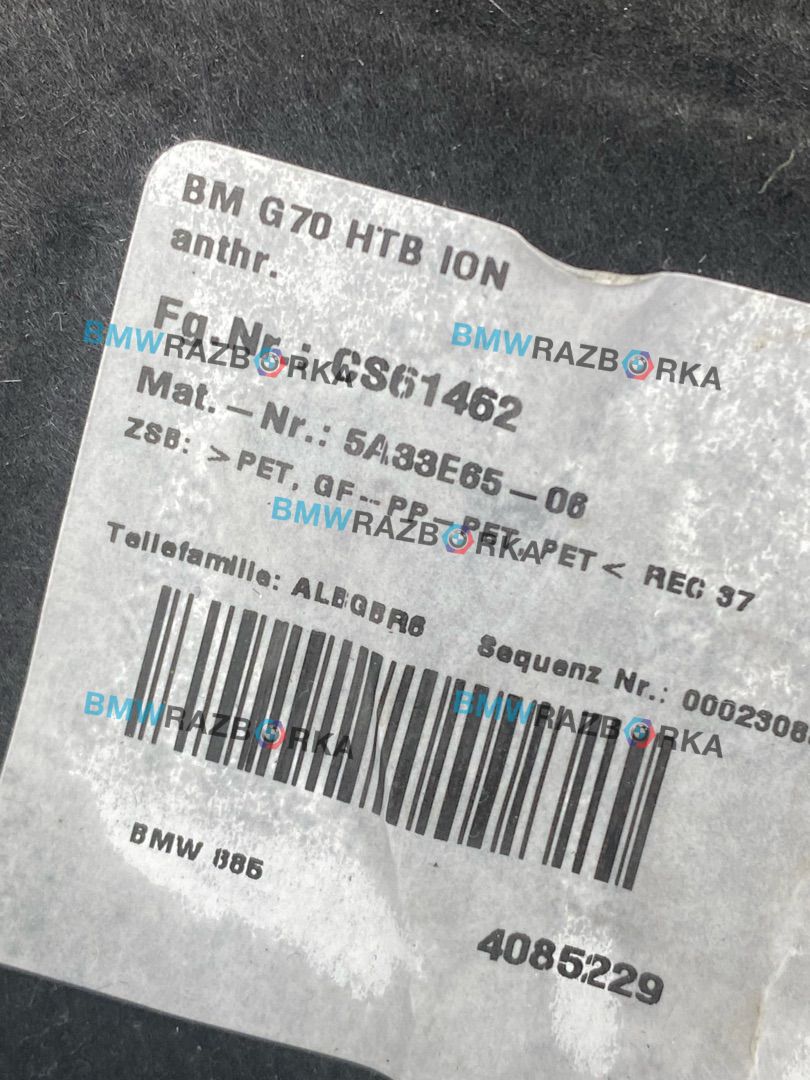 BM G70 HTB ION
anthr.
Fg.-Nr.: CS61462
Mat.-Nr.: 5A33E65-06
ZSB: >PET, GF-PP-PET, PET< REC 37
Teilefamilie: ALBGBR6 Sequenz Nr.: 0002306
BMW 885
4085229
BMWRAZBORKA
BMWRAZBORKA
BMWRAZBORKA
BMWRAZBORKA
BMWRAZBORKA